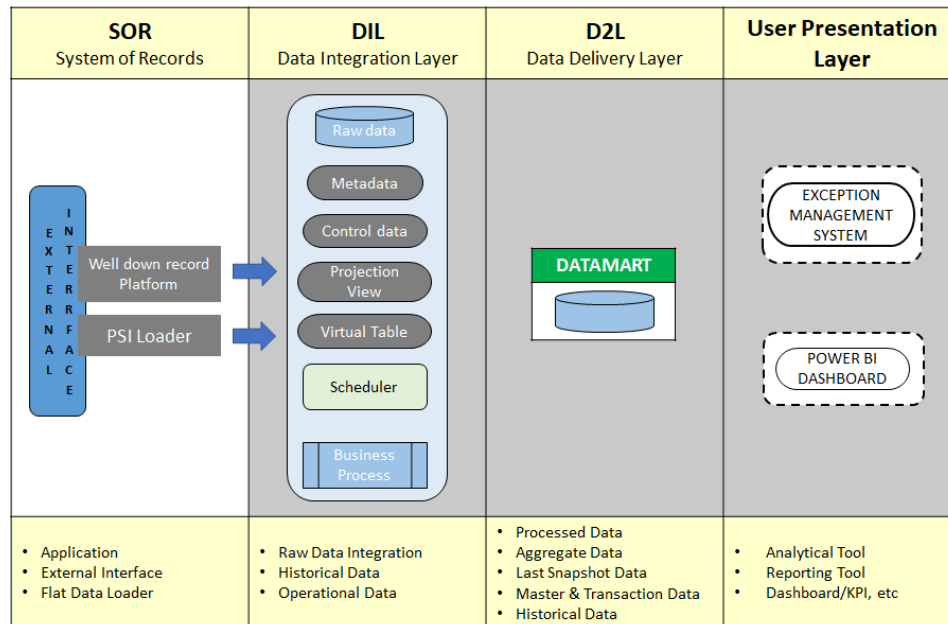 SOR
System of Records
DIL
Data Integration Layer
D2L
Data Delivery Layer
User Presentation
Layer
EXTERNAL
INTERRFACE
Well down record
Platform
PSI Loader
Raw data
Metadata
Control data
Projection
View
Virtual Table
Scheduler
Business
Process
DATAMART
EXCEPTION
MANAGEMENT
SYSTEM
POWER BI
DASHBOARD
• Application
• External Interface
• Flat Data Loader
• Raw Data Integration
• Historical Data
• Operational Data
• Processed Data
• Aggregate Data
• Last Snapshot Data
• Master & Transaction Data
• Historical Data
• Analytical Tool
• Reporting Tool
• Dashboard/KPI, etc